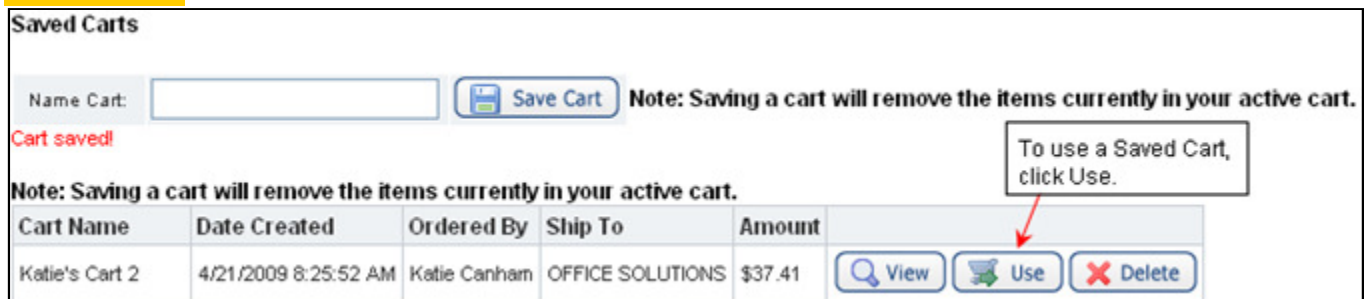 Saved Carts
Name Cart: Save Cart Note: Saving a cart will remove the items currently in your active cart.
Cart saved!
To use a Saved Cart,
click Use.
Note: Saving a cart will remove the items currently in your active cart.
Cart Name Date Created Ordered By Ship To Amount
Katie's Cart 2 4/21/2009 8:25:52 AM Katie Canham OFFICE SOLUTIONS $37.41 View Use Delete